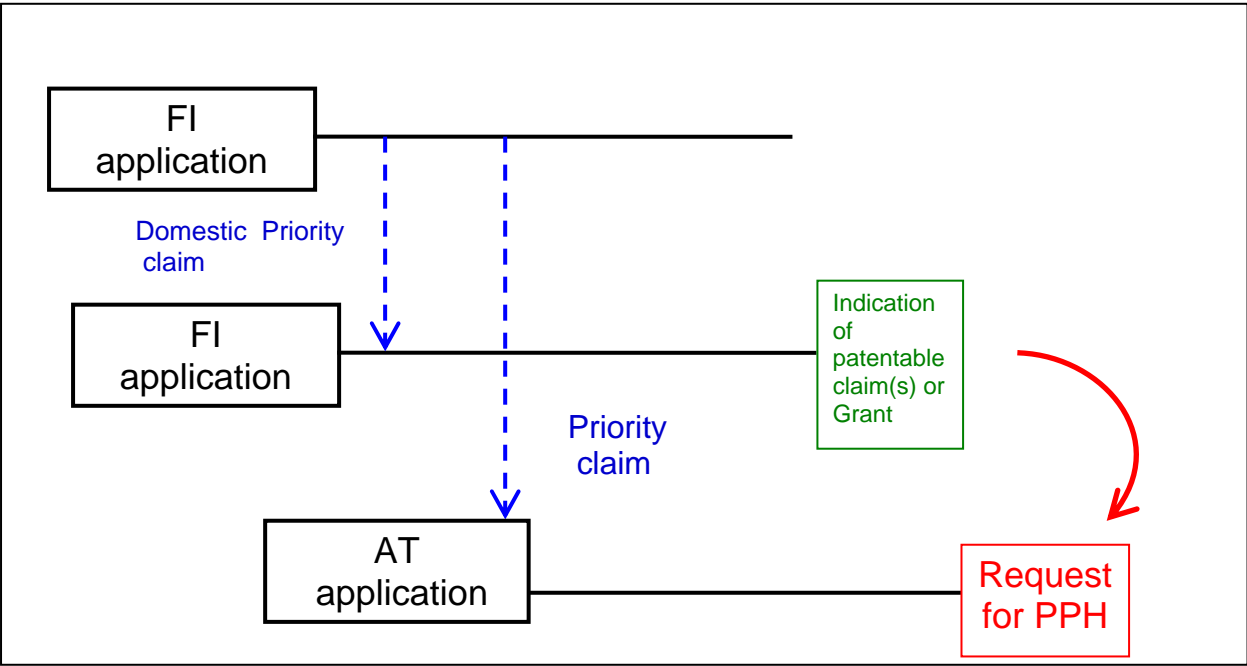 FI
application
Domestic Priority
claim
FI
application
Indication
of
patentable
claim(s) or
Grant
Priority
claim
AT
application
Request
for PPH